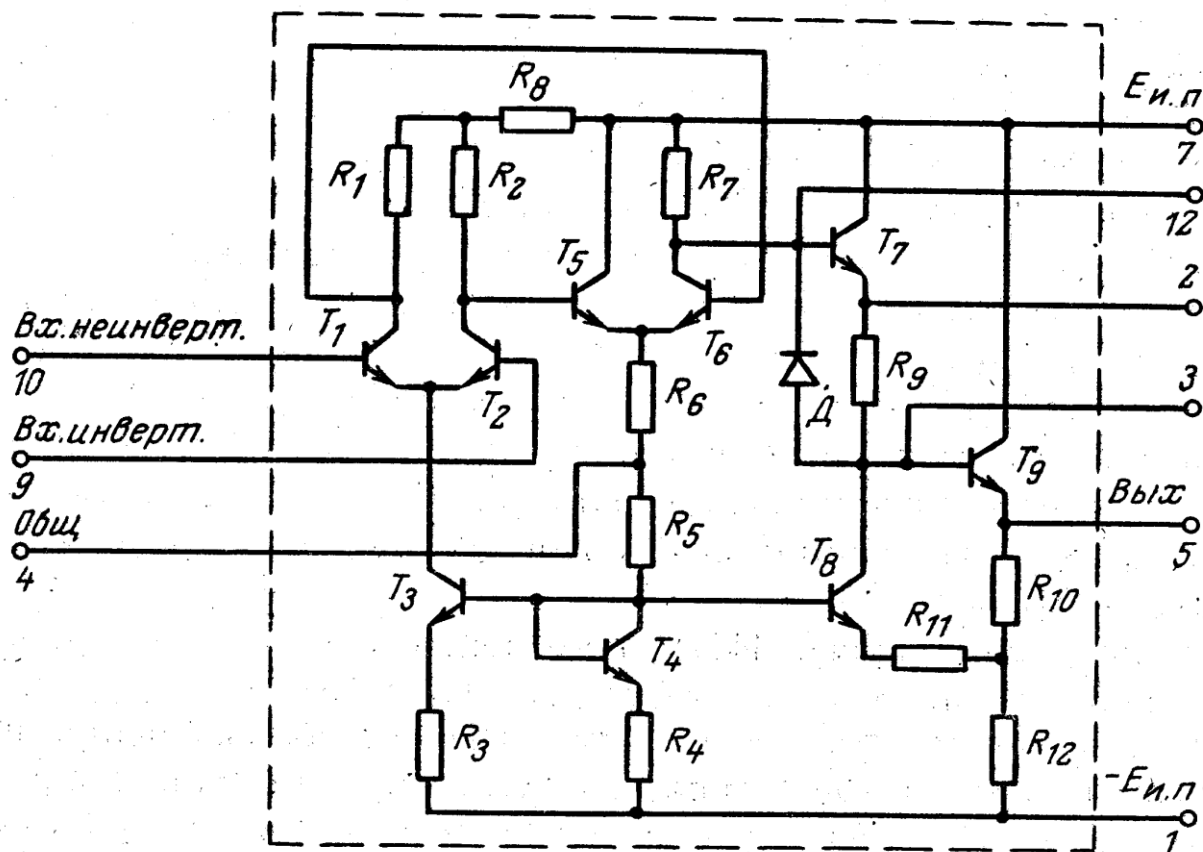 R8
Eи.п
7
R1
R2
R7
12
T5
T7
2
Вх.неинверт.
T1
T6
10
T2
R6
R9
Д
3
Вх.инверт.
9
T9
Вых
5
Общ
4
R5
T3
T8
R10
R11
T4
R3
R4
R12
-Eи.п
1